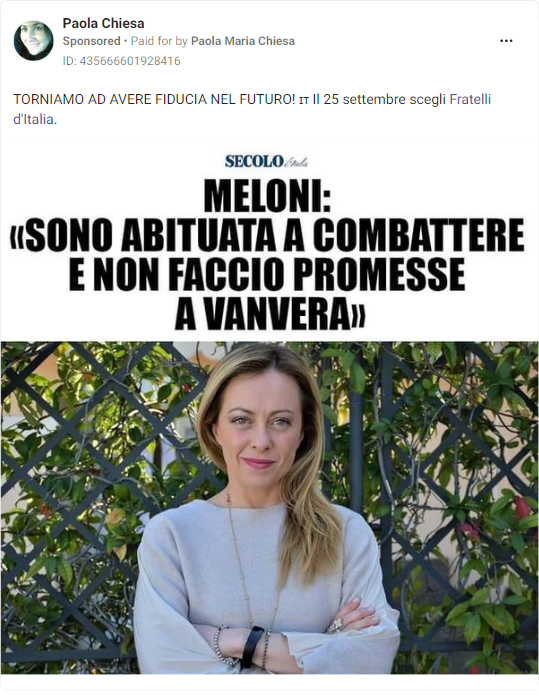 Paola Chiesa
Sponsored • Paid for by Paola Maria Chiesa
ID: 435666601928416
TORNIAMO AD AVERE FIDUCIA NEL FUTURO! ɪᴛ Il 25 settembre scegli Fratelli
d'Italia.
SECOLO d'Italia
MELONI:
«SONO ABITUATA A COMBATTERE
E NON FACCIO PROMESSE
A VANVERA»